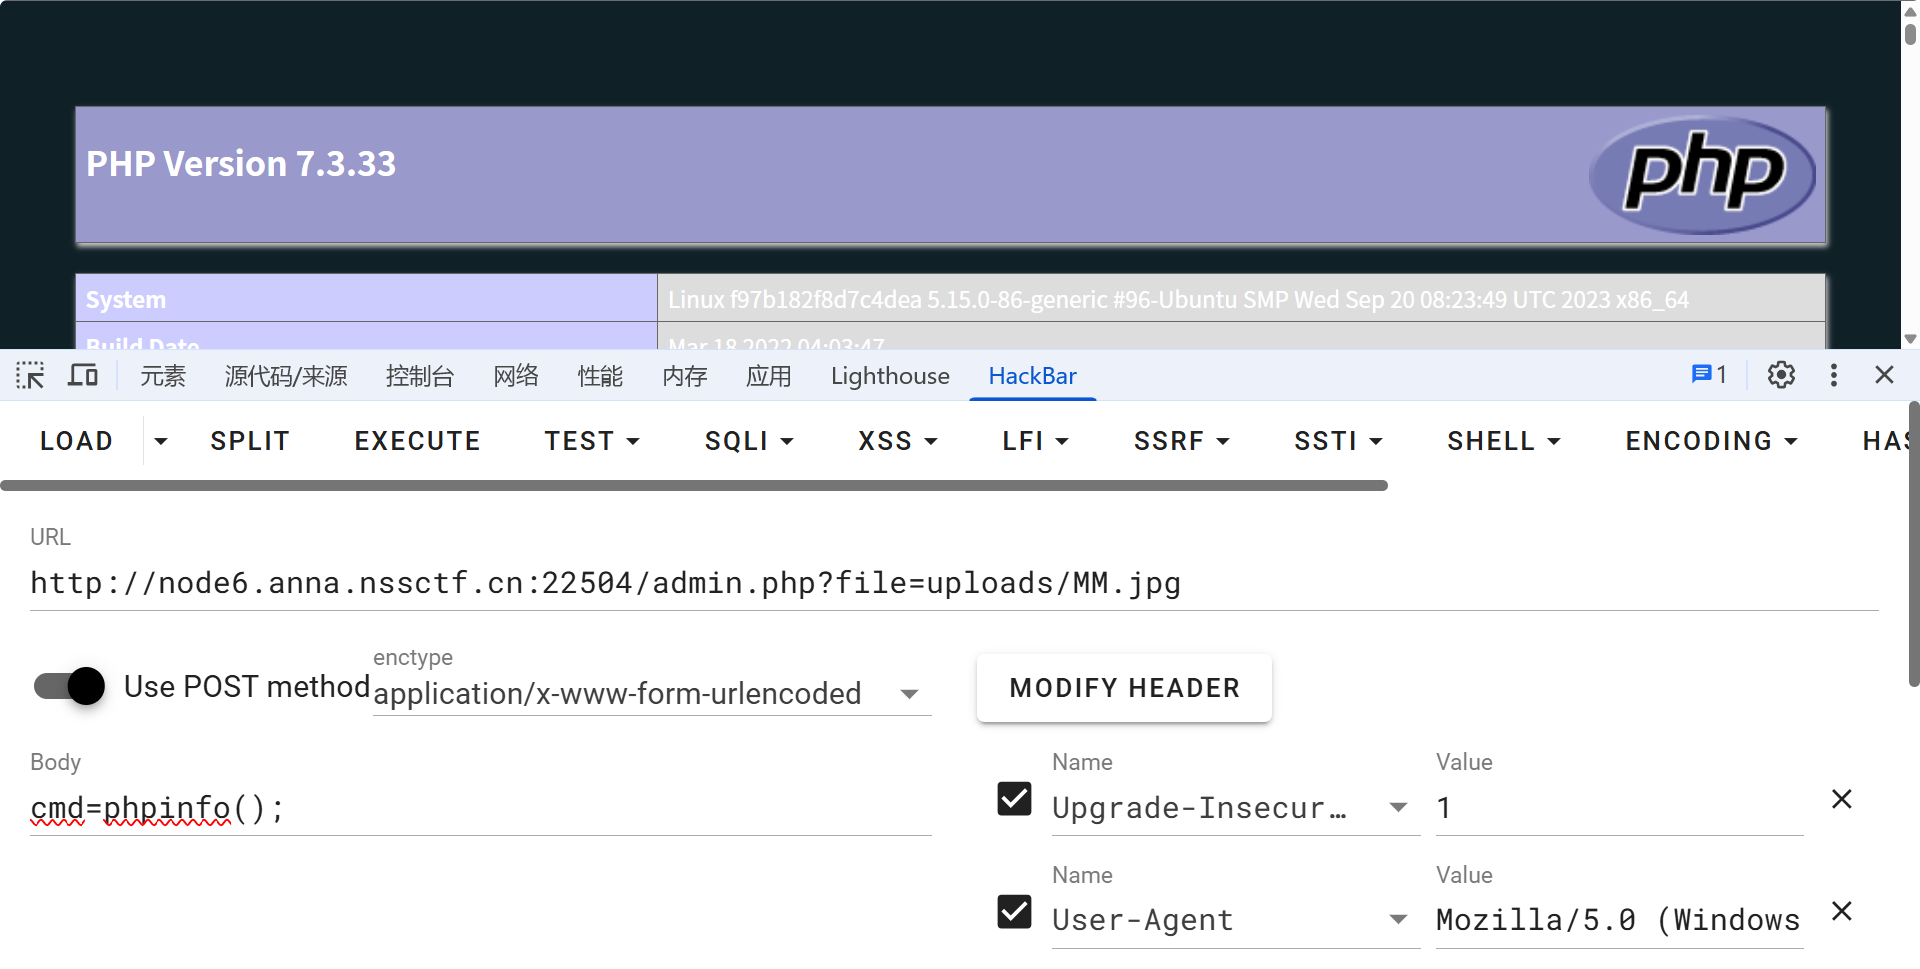 PHP Version 7.3.33
php
System Linux f97b182f8d7c4dea 5.15.0-86-generic #96-Ubuntu SMP Wed Sep 20 08:23:49 UTC 2023 x86_64
Build Date Mar 18 2022 04:03:47
元素 源代码/来源 控制台 网络 性能 内存 应用 Lighthouse HackBar 1
LOAD SPLIT EXECUTE TEST SQLI XSS LFI SSRF SSTI SHELL ENCODING HAS
URL
http://node6.anna.nssctf.cn:22504/admin.php?file=uploads/MM.jpg
Use POST method
enctype
application/x-www-form-urlencoded
MODIFY HEADER
Body
cmd=phpinfo();
Name Value
Upgrade-Insecur… 1
Name Value
User-Agent Mozilla/5.0 (Windows